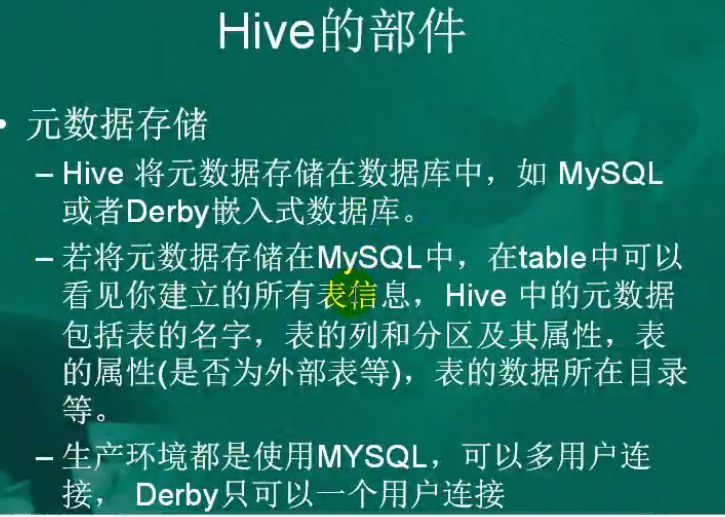 Hive的部件
• 元数据存储
– Hive 将元数据存储在数据库中，如 MySQL
或者Derby嵌入式数据库。
– 若将元数据存储在MySQL中，在table中可以
看见你建立的所有表信息，Hive 中的元数据
包括表的名字，表的列和分区及其属性，表
的属性(是否为外部表等)，表的数据所在目录
等。
– 生产环境都是使用MYSQL，可以多用户连
接， Derby只可以一个用户连接